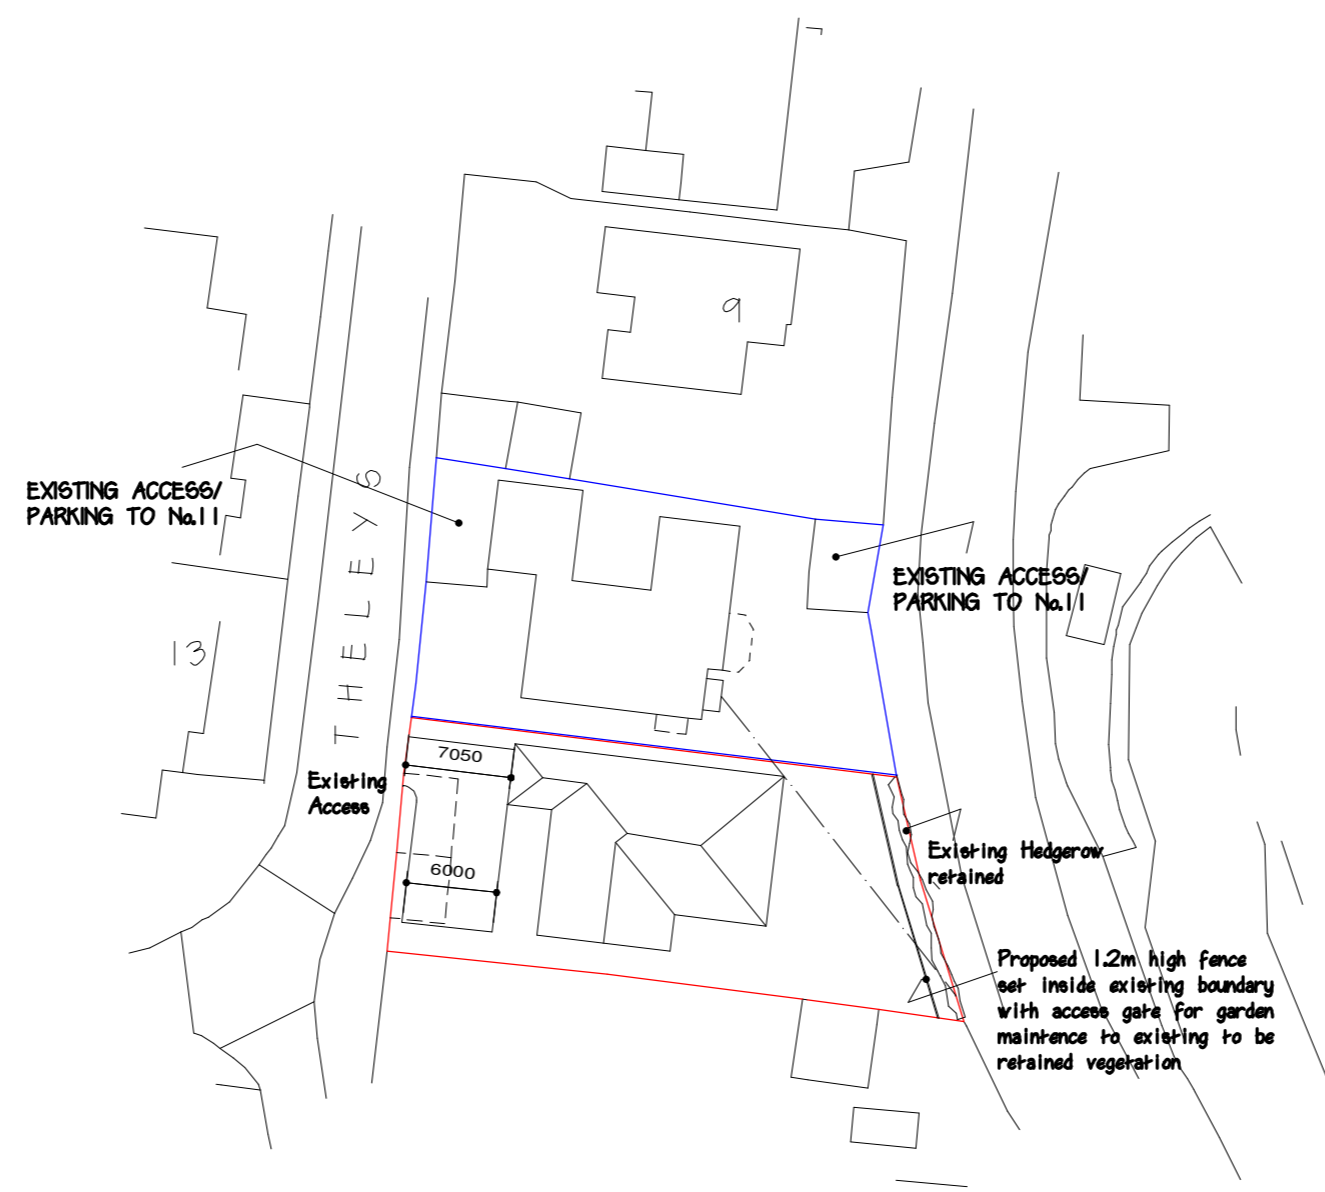 9
EXISTING ACCESS/
PARKING TO No.11
THELEYS
EXISTING ACCESS/
PARKING TO No.11
13
7050
Existing
Access
6000
Existing Hedgerow
retained
Proposed 1.2m high fence
set inside existing boundary
with access gate for garden
maintence to existing to be
retained vegetation